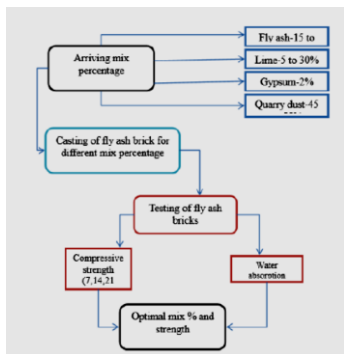 Fly ash-15 to
Arriving mix
percentage
Lime-5 to 30%
Gypsum-2%
Quarry dust-45
Casting of fly ash brick for
different mix percentage
Testing of fly ash
bricks
Compressive
strength
(7,14,21
Water
absorption
Optimal mix % and
strength